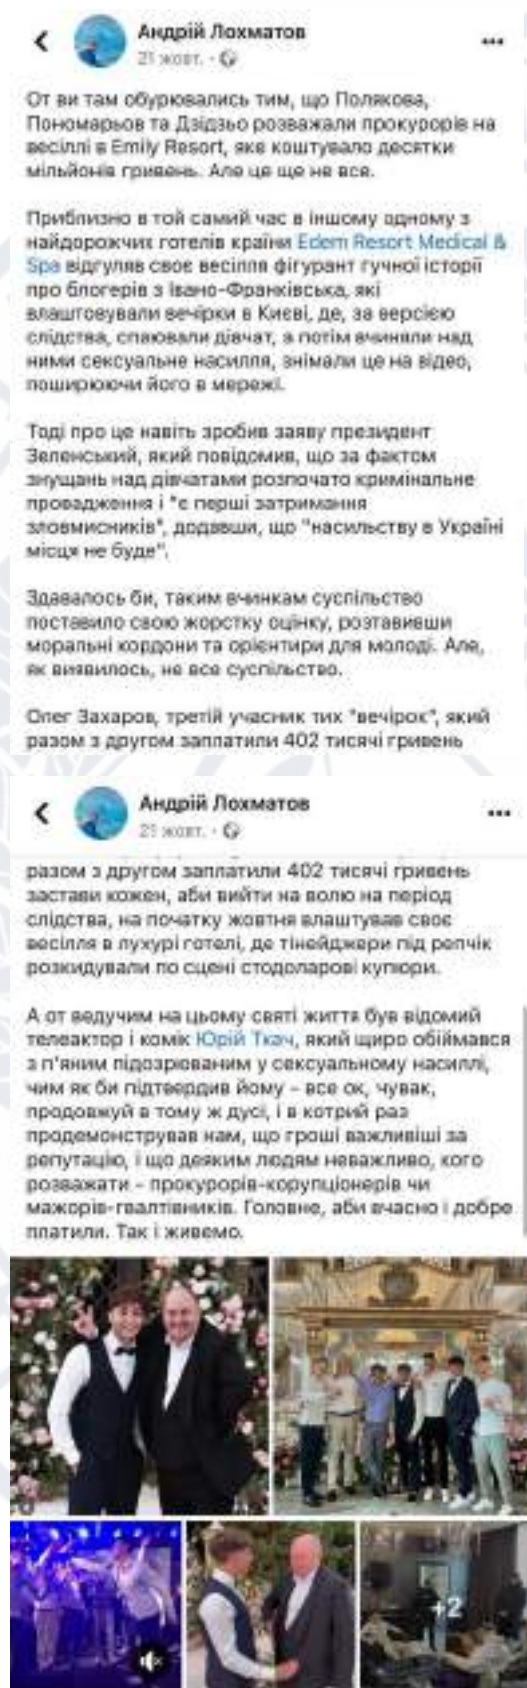 Андрій Лохматов
21 жовт. ·
От ви там обурювались тим, що Полякова,
Пономарьов та Дзідзьо розважали прокурорів на
весіллі в Emily Resort, яке коштувало десятки
мільйонів гривень. Але це ще не все.
Приблизно в той самий час в іншому одному з
найдорожчих готелів країни Edem Resort Medical &
Spa відгуляв своє весілля фігурант гучної історії
про блогерів з Івано-Франківська, які
влаштовували вечірки в Києві, де, за версією
слідства, споювали дівчат, а потім вчиняли над
ними сексуальне насилля, знімали це на відео,
поширюючи його в мережі.
Тоді про це навіть зробив заяву президент
Зеленський, який повідомив, що за фактом
знущань над дівчатами розпочато кримінальне
провадження і "є перші затримання
зловмисників", додавши, що "насильству в Україні
місця не буде".
Здавалось би, таким вчинкам суспільство
поставило свою жорстку оцінку, розтавивши
моральні кордони та орієнтири для молоді. Але,
як виявилось, не все суспільство.
Олег Захаров, третій учасник тих "вечірок", який
разом з другом заплатили 402 тисячі гривень
Андрій Лохматов
21 жовт. ·
разом з другом заплатили 402 тисячі гривень
застави кожен, аби вийти на волю на період
слідства, на початку жовтня влаштував своє
весілля в лухурі готелі, де тінейджери під репчік
розкидували по сцені стодоларові купюри.
А от ведучим на цьому святі життя був відомий
телеактор і комік Юрій Ткач, який щиро обіймався
з п'яним підозрюваним у сексуальному насиллі,
чим як би підтвердив йому – все ок, чувак,
продовжуй в тому ж дусі, і в котрий раз
продемонстрував нам, що гроші важливіші за
репутацію, і що деяким людям неважливо, кого
розважати – прокурорів-корупціонерів чи
мажорів-гвалтівників. Головне, аби вчасно і добре
платили. Так і живемо.
+2